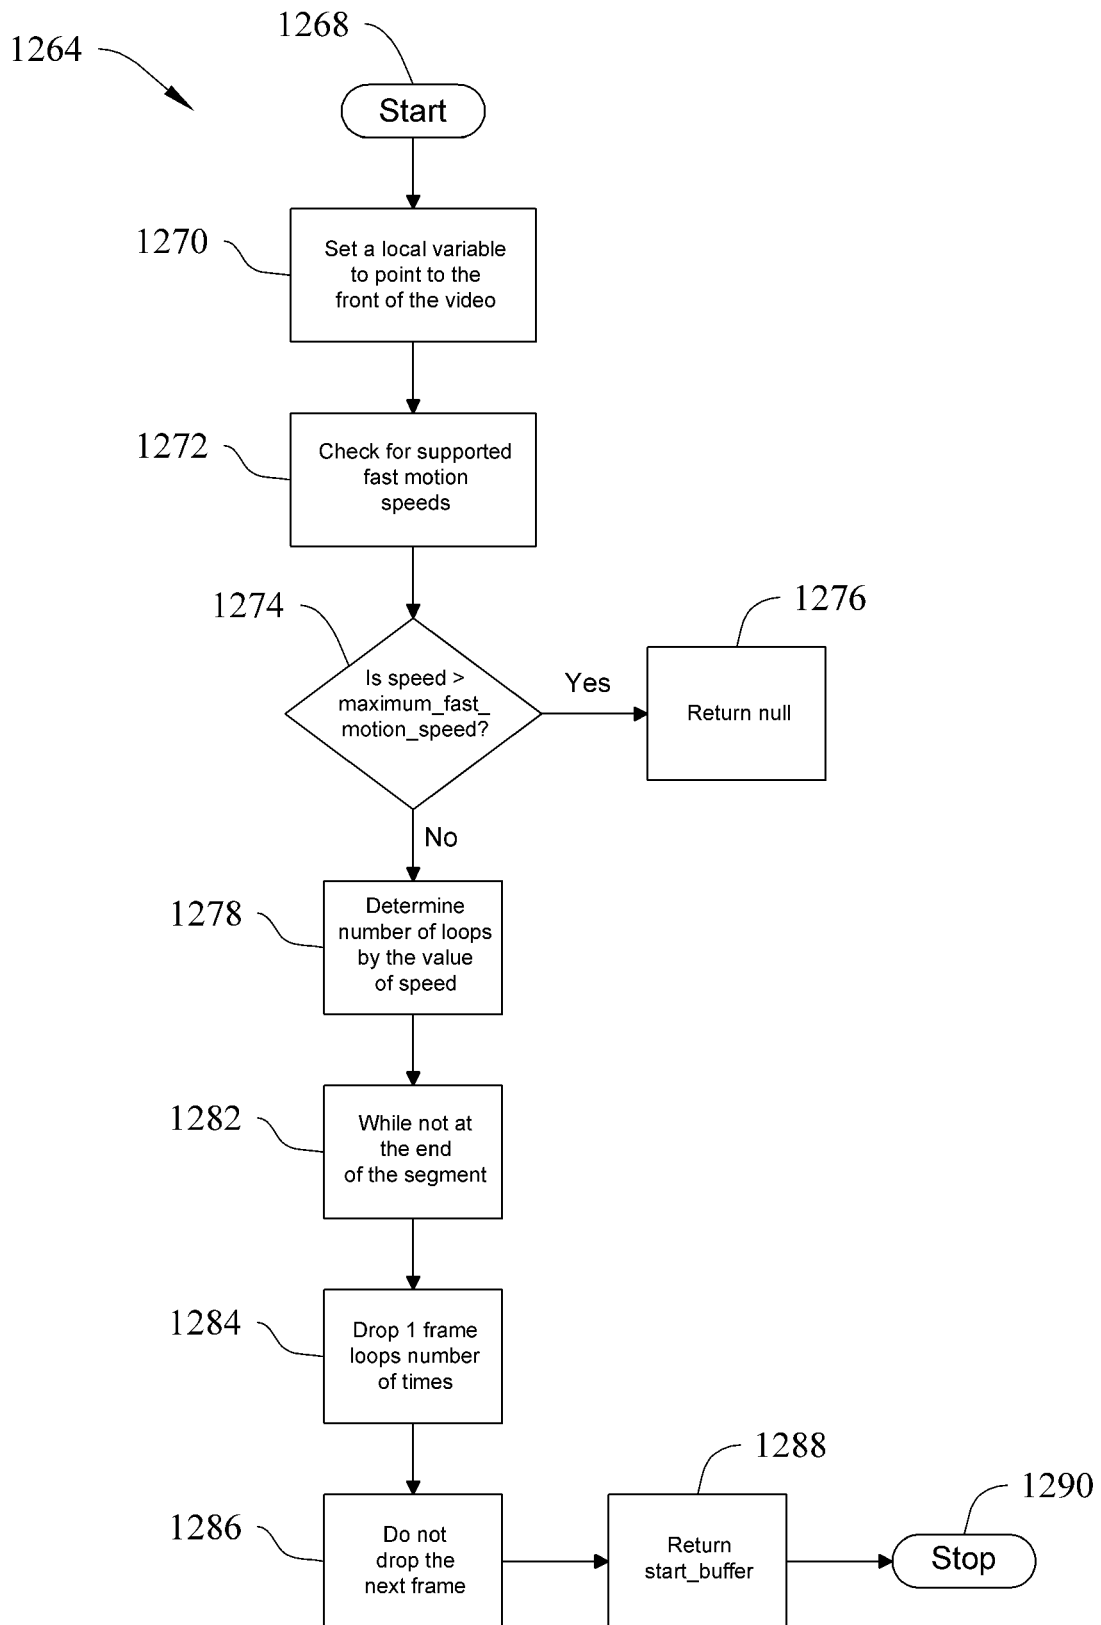 1268
1264
Start
1270
Set a local variable
to point to the
front of the video
1272
Check for supported
fast motion
speeds
1274
1276
Is speed >
maximum_fast_
motion_speed?
Yes
Return null
No
1278
Determine
number of loops
by the value
of speed
1282
While not at
the end
of the segment
1284
Drop 1 frame
loops number
of times
1288
1290
1286
Do not
drop the
next frame
Return
start_buffer
Stop